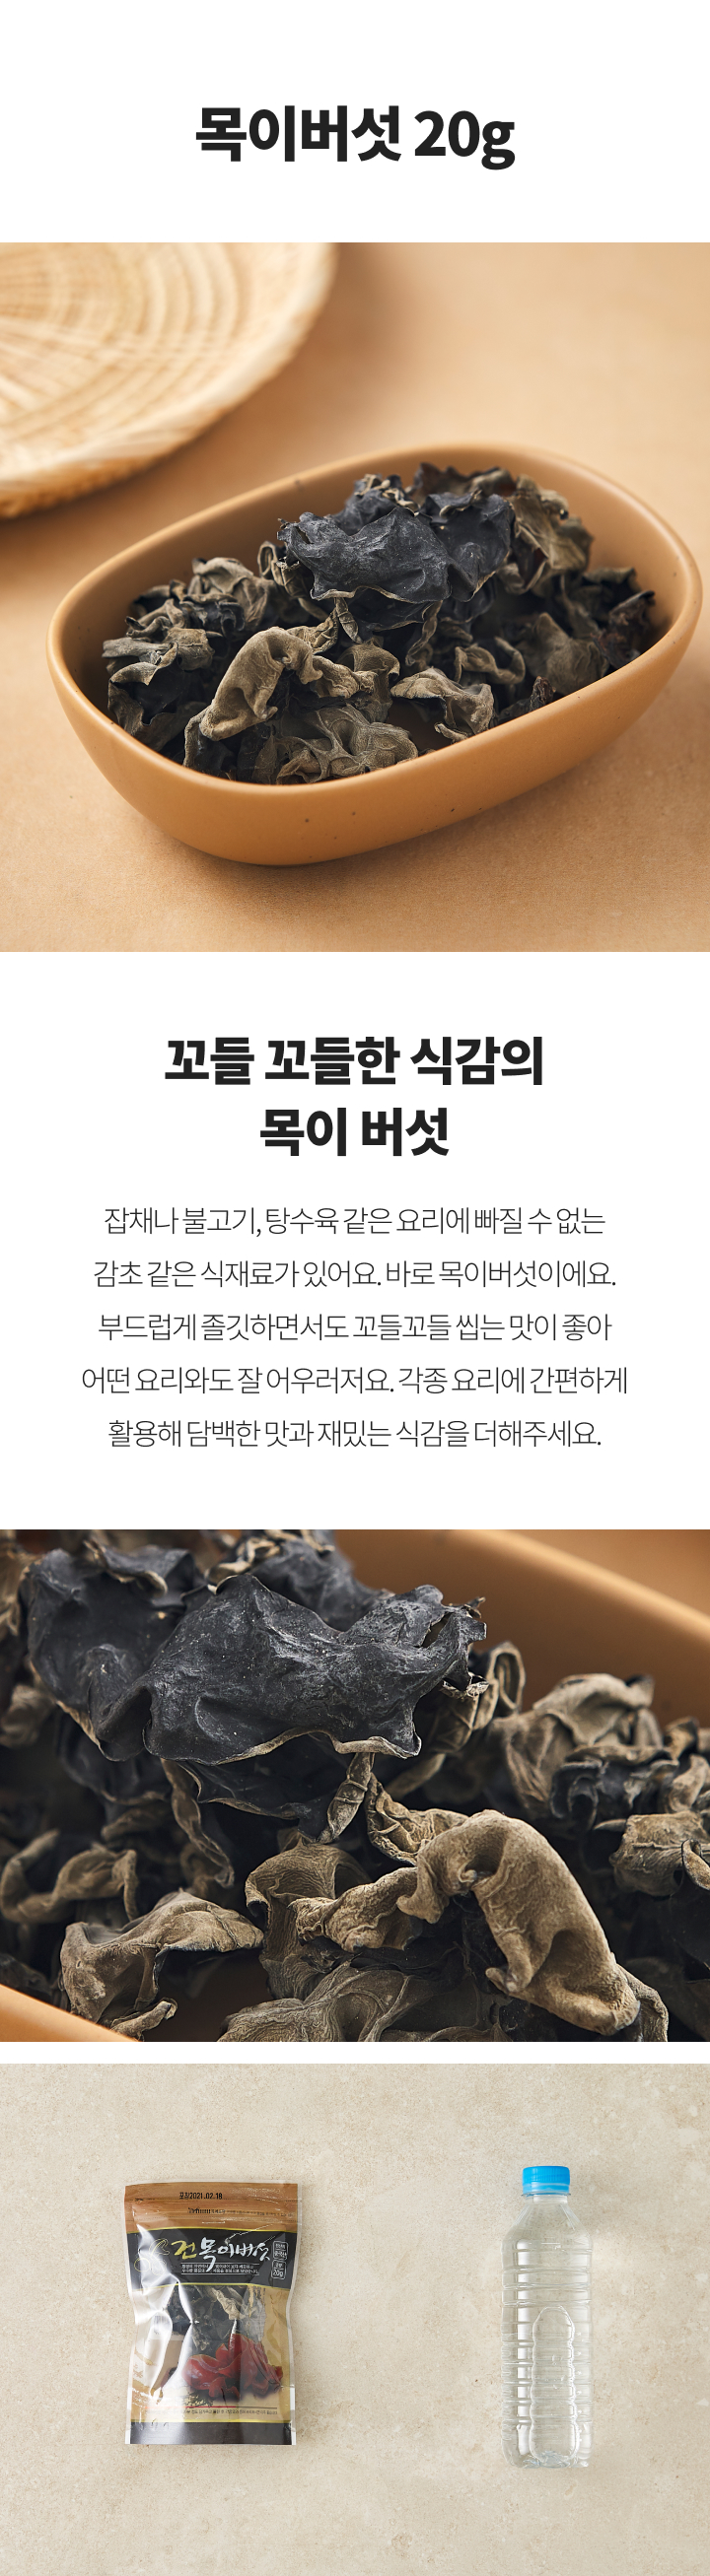 목이버섯 20g
꼬들 꼬들한 식감의
목이 버섯
잡채나 불고기, 탕수육 같은 요리에 빠질 수 없는
감초 같은 식재료가 있어요. 바로 목이버섯이에요.
부드럽게 졸깃하면서도 꼬들꼬들 씹는 맛이 좋아
어떤 요리와도 잘 어우러저요. 각종 요리에 간편하게
활용해 담백한 맛과 재밌는 식감을 더해주세요.
2021.02.18
건목이버섯
20g